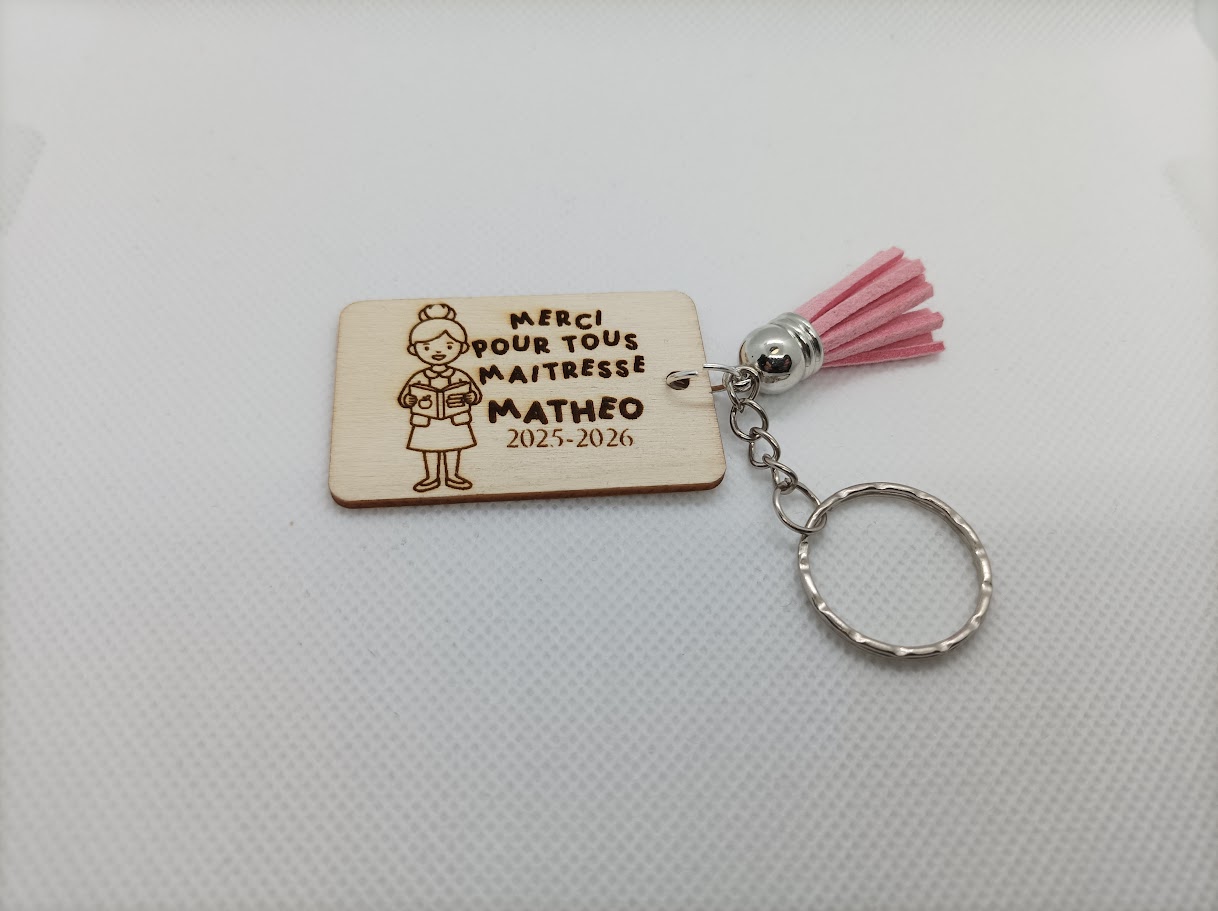 MERCI
POUR TOUS
MAITRESSE
MATHEO
2025-2026